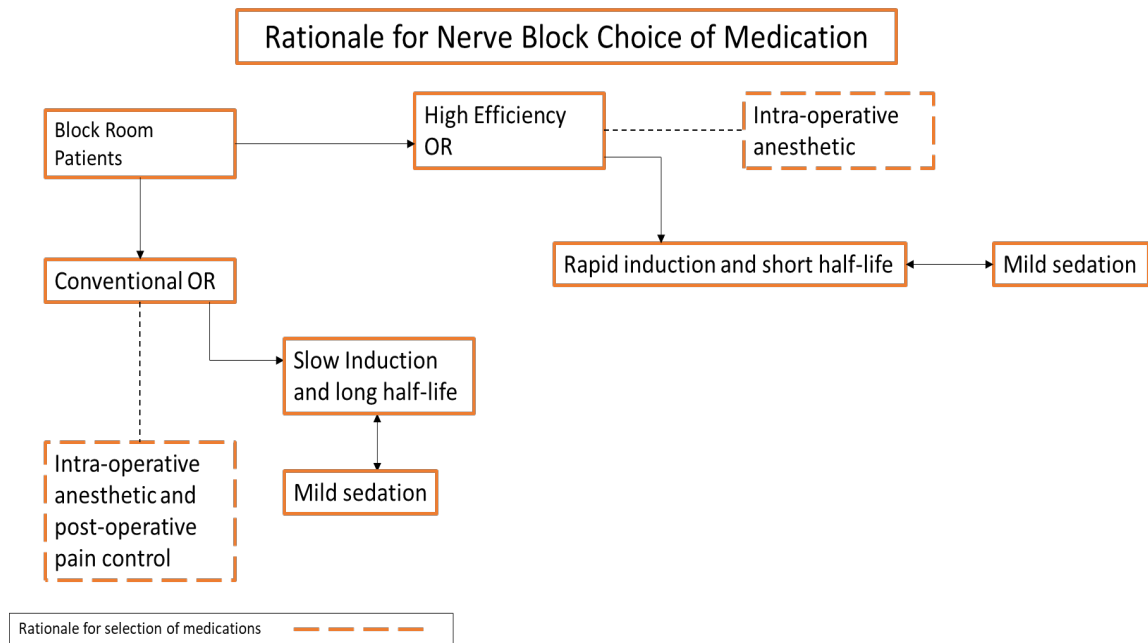 Rationale for Nerve Block Choice of Medication
Block Room
Patients
High Efficiency
OR
Intra-operative
anesthetic
Rapid induction and short half-life
Mild sedation
Conventional OR
Slow Induction
and long half-life
Mild sedation
Intra-operative
anesthetic and
post-operative
pain control
Rationale for selection of medications